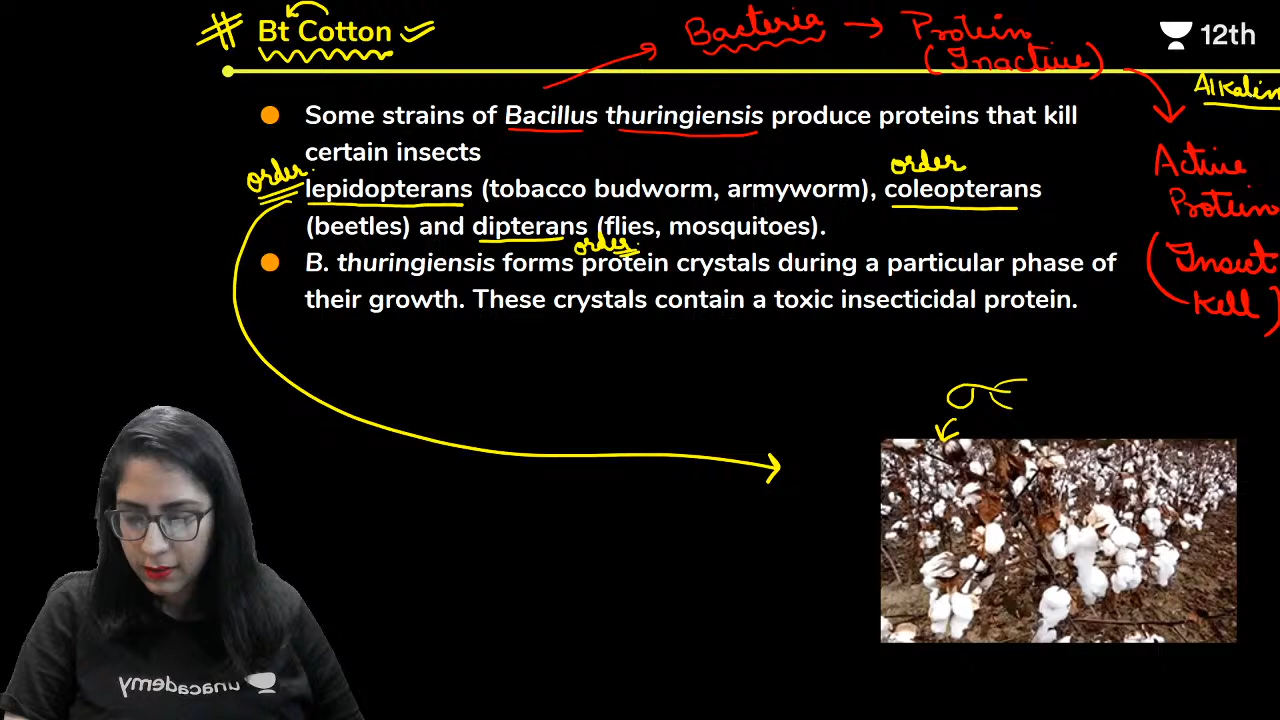 # Bt Cotton
Bacteria → Protein
(Inactive)
12th
Alkalin
Some strains of Bacillus thuringiensis produce proteins that kill
certain insects
order
order
lepidopterans (tobacco budworm, armyworm), coleopterans
(beetles) and dipterans (flies, mosquitoes).
order
B. thuringiensis forms protein crystals during a particular phase of
their growth. These crystals contain a toxic insecticidal protein.
Active
Protein
(Insect
Kell)
unacademy